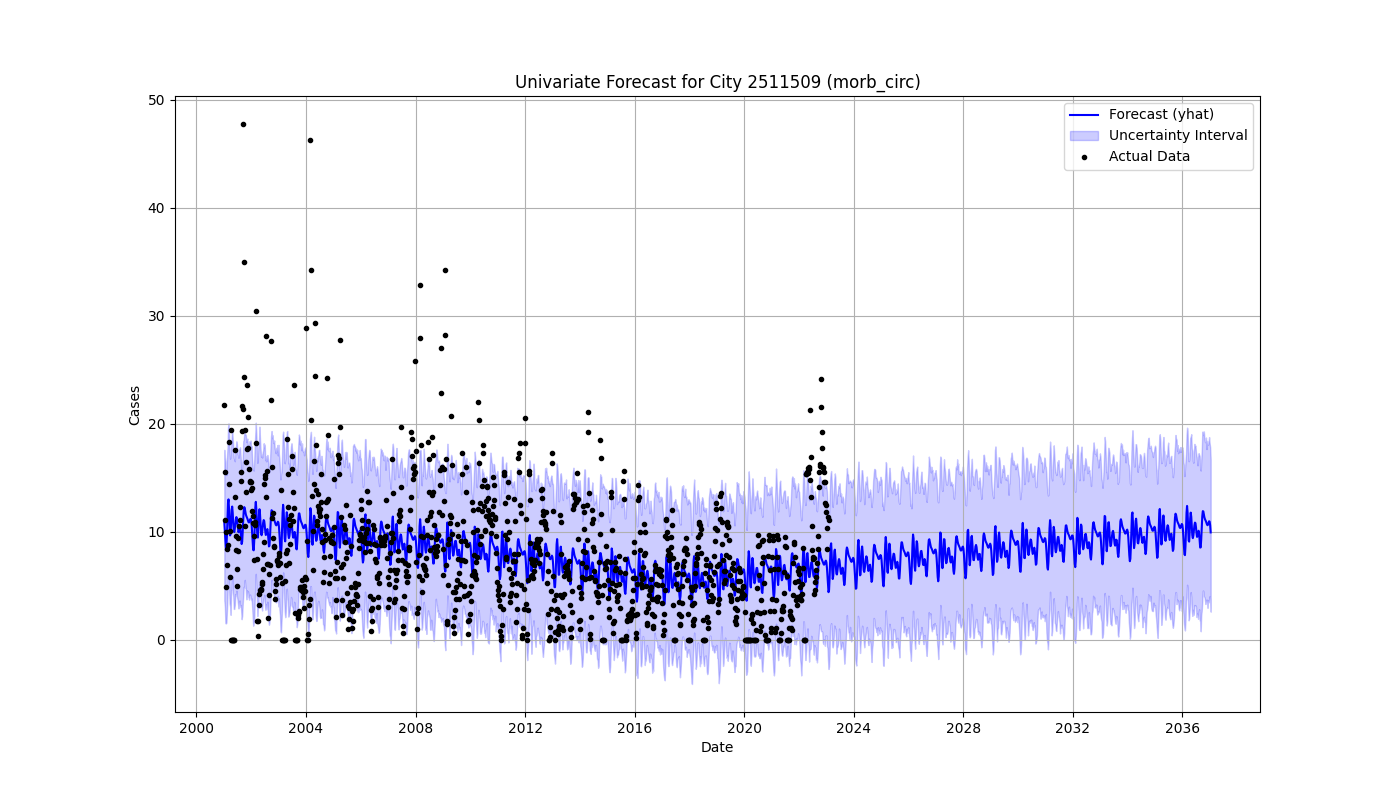 Univariate Forecast for City 2511509 (morb_circ)
Forecast (yhat)
Uncertainty Interval
Actual Data
50
40
30
20
10
0
Cases
2000 2004 2008 2012 2016 2020 2024 2028 2032 2036
Date